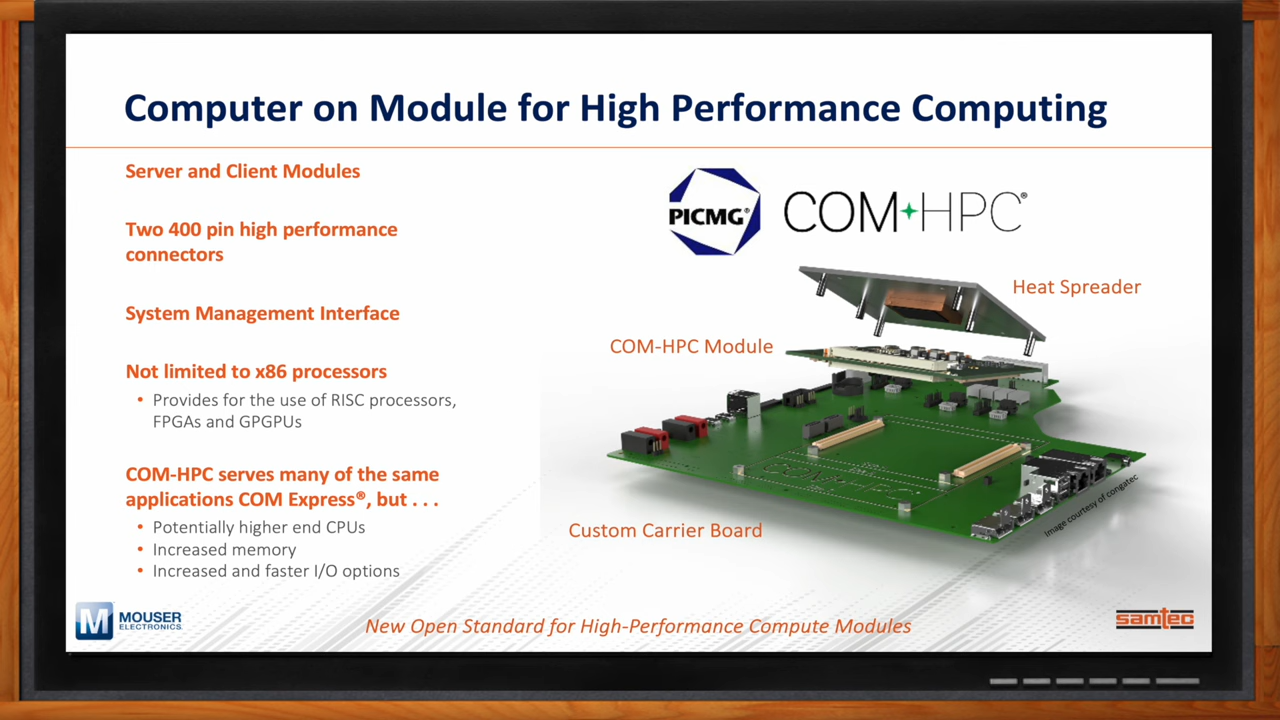 Computer on Module for High Performance Computing
Server and Client Modules
Two 400 pin high performance
connectors
System Management Interface
Not limited to x86 processors
• Provides for the use of RISC processors,
FPGAs and GPGPUs
COM-HPC serves many of the same
applications COM Express®, but . . .
• Potentially higher end CPUs
• Increased memory
• Increased and faster I/O options
PICMG®
COM HPC®
Heat Spreader
COM-HPC Module
Custom Carrier Board
Image courtesy of congatec
M MOUSER
ELECTRONICS
New Open Standard for High-Performance Compute Modules
samtec